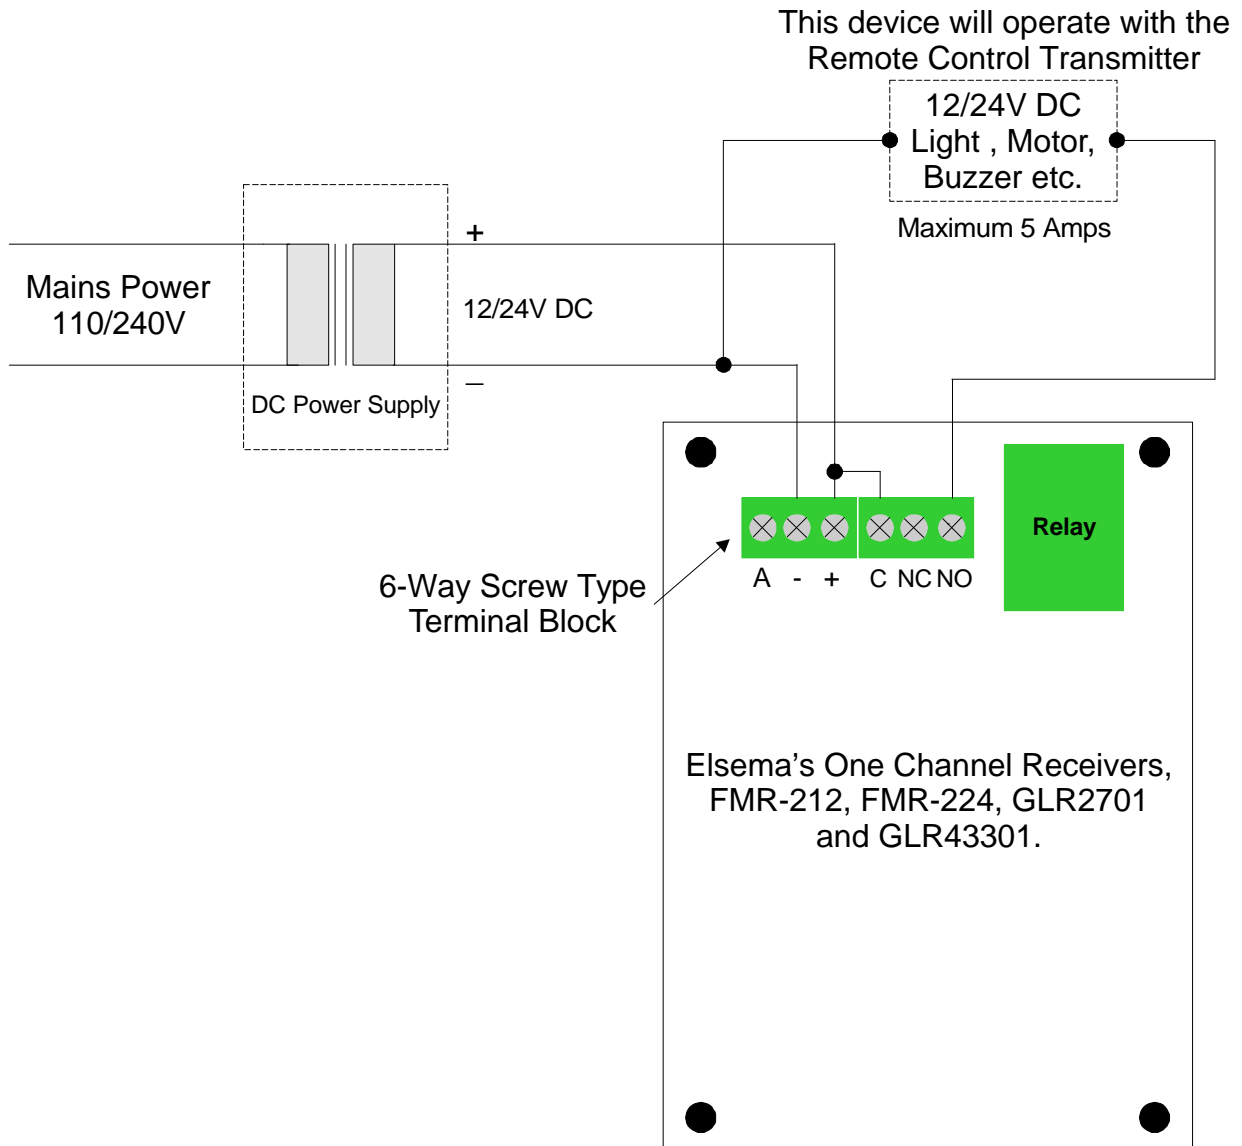 This device will operate with the
Remote Control Transmitter
12/24V DC
Light , Motor,
Buzzer etc.
Maximum 5 Amps
+
Mains Power
110/240V
12/24V DC
–
DC Power Supply
Relay
A - + C NC NO
6-Way Screw Type
Terminal Block
Elsema's One Channel Receivers,
FMR-212, FMR-224, GLR2701
and GLR43301.